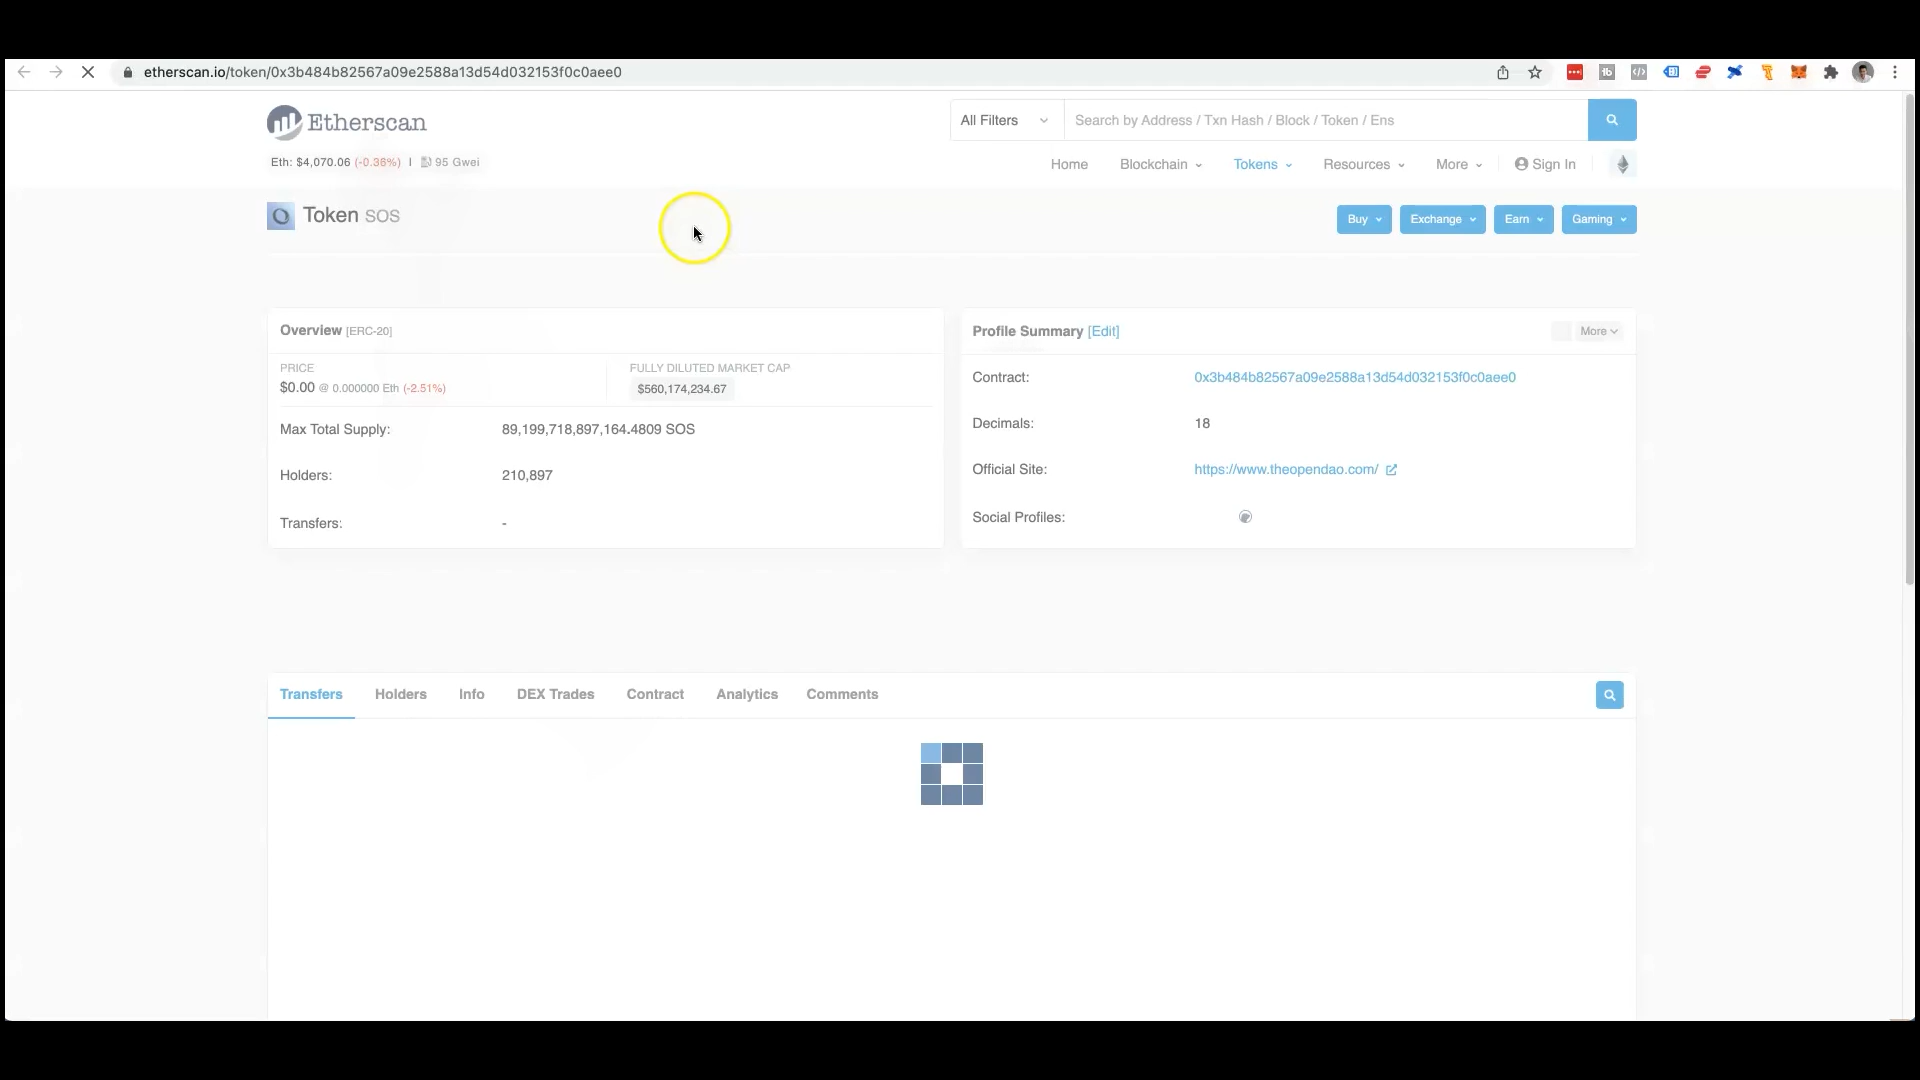 etherscan.io/token/0x3b484b82567a09e2588a13d54d032153f0c0aee0
Etherscan
All Filters
Search by Address / Txn Hash / Block / Token / Ens
Eth: $4,070.06 (-0.36%) | 95 Gwei
Home Blockchain Tokens Resources More Sign In
Token SOS
Buy Exchange Earn Gaming
Overview [ERC-20]
PRICE
$0.00 @ 0.000000 Eth (-2.51%)
FULLY DILUTED MARKET CAP
$560,174,234.67
Max Total Supply: 89,199,718,897,164.4809 SOS
Holders: 210,897
Transfers: -
Profile Summary [Edit]
More
Contract: 0x3b484b82567a09e2588a13d54d032153f0c0aee0
Decimals: 18
Official Site: https://www.theopendao.com/
Social Profiles:
Transfers Holders Info DEX Trades Contract Analytics Comments